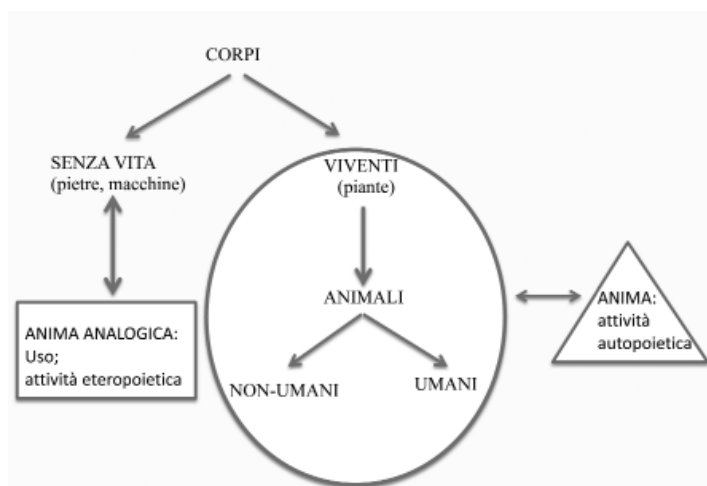 CORPI
SENZA VITA
(pietre, macchine)
VIVENTI
(piante)
ANIMALI
NON-UMANI
UMANI
ANIMA ANALOGICA:
Uso;
attività eteropoietica
ANIMA:
attività
autopoietica